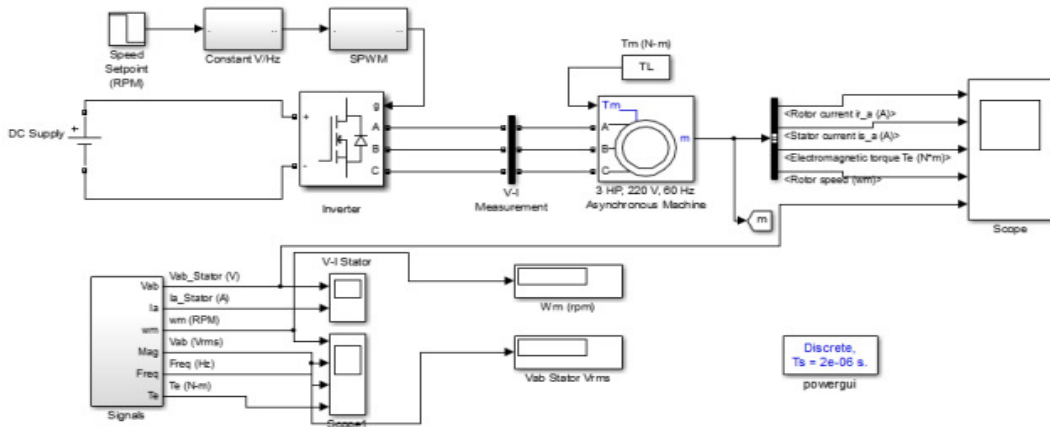 Speed
Setpoint
(RPM)
Constant V/Hz
SPWM
Tm (N-m)
TL
DC Supply
+
+
-
g
A
B
C
Inverter
V-I
Measurement
Tm
A
B
C
m
3 HP, 220 V, 60 Hz
Asynchronous Machine
<Rotor current ir_a (A)>
<Stator current is_a (A)>
<Electromagnetic torque Te (N*m)>
<Rotor speed (wm)>
m
Scope
Vab
Ia
wm
Mag
Freq
Te
Signals
Vab_Stator (V)
Ia_Stator (A)
wm (RPM)
Vab (Vrms)
Freq (Hz)
Te (N-m)
V-I Stator
Scope1
Wm (rpm)
Vab Stator Vrms
Discrete,
Ts = 2e-06 s.
powergui